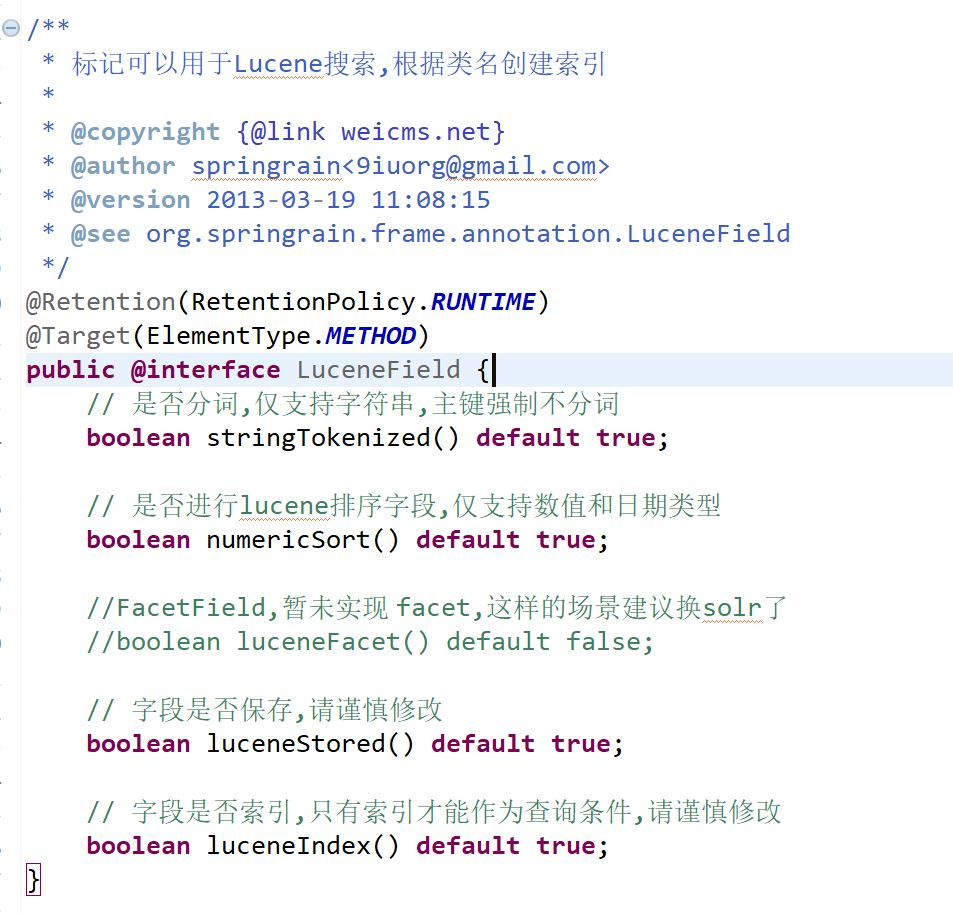 /**
 * 标记可以用于Lucene搜索,根据类名创建索引
 *
 * @copyright {@link weicms.net}
 * @author springrain<9iuorg@gmail.com>
 * @version 2013-03-19 11:08:15
 * @see org.springrain.frame.annotation.LuceneField
 */
@Retention(RetentionPolicy.RUNTIME)
@Target(ElementType.METHOD)
public @interface LuceneField {
    // 是否分词,仅支持字符串,主键强制不分词
    boolean stringTokenized() default true;
    // 是否进行lucene排序字段,仅支持数值和日期类型
    boolean numericSort() default true;
    //FacetField,暂未实现 facet,这样的场景建议换solr了
    //boolean luceneFacet() default false;
    // 字段是否保存,请谨慎修改
    boolean luceneStored() default true;
    // 字段是否索引,只有索引才能作为查询条件,请谨慎修改
    boolean luceneIndex() default true;
}